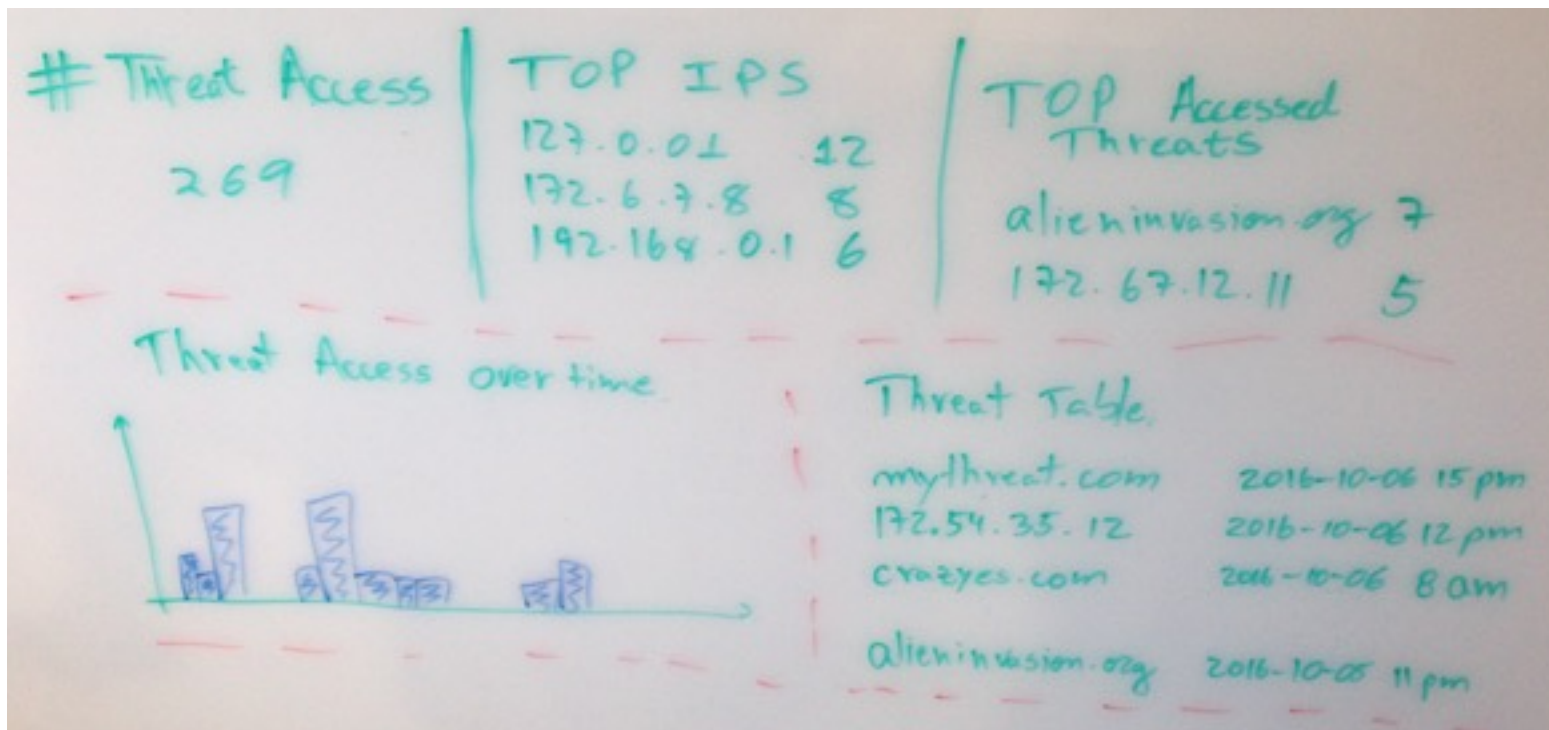 # Threat Access
269
TOP IPS
127.0.01 12
172.6.7.8 8
192.168.0.1 6
TOP Accessed
Threats
alieninvasion.org 7
172.67.12.11 5
Threat Access over time
Threat Table.
mythreat.com 2016-10-06 15 pm
172.54.35.12 2016-10-06 12 pm
crazyes.com 2016-10-06 8 am
alieninvasion.org 2016-10-05 11 pm